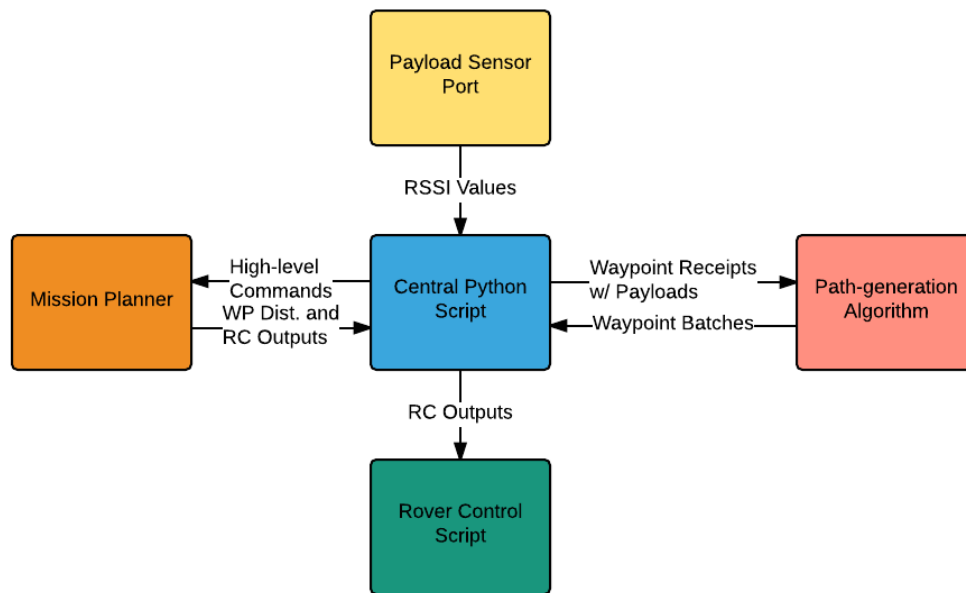 Payload Sensor
Port
RSSI Values
Mission Planner
High-level
Commands
WP Dist. and
RC Outputs
Central Python
Script
Waypoint Receipts
w/ Payloads
Waypoint Batches
Path-generation
Algorithm
RC Outputs
Rover Control
Script